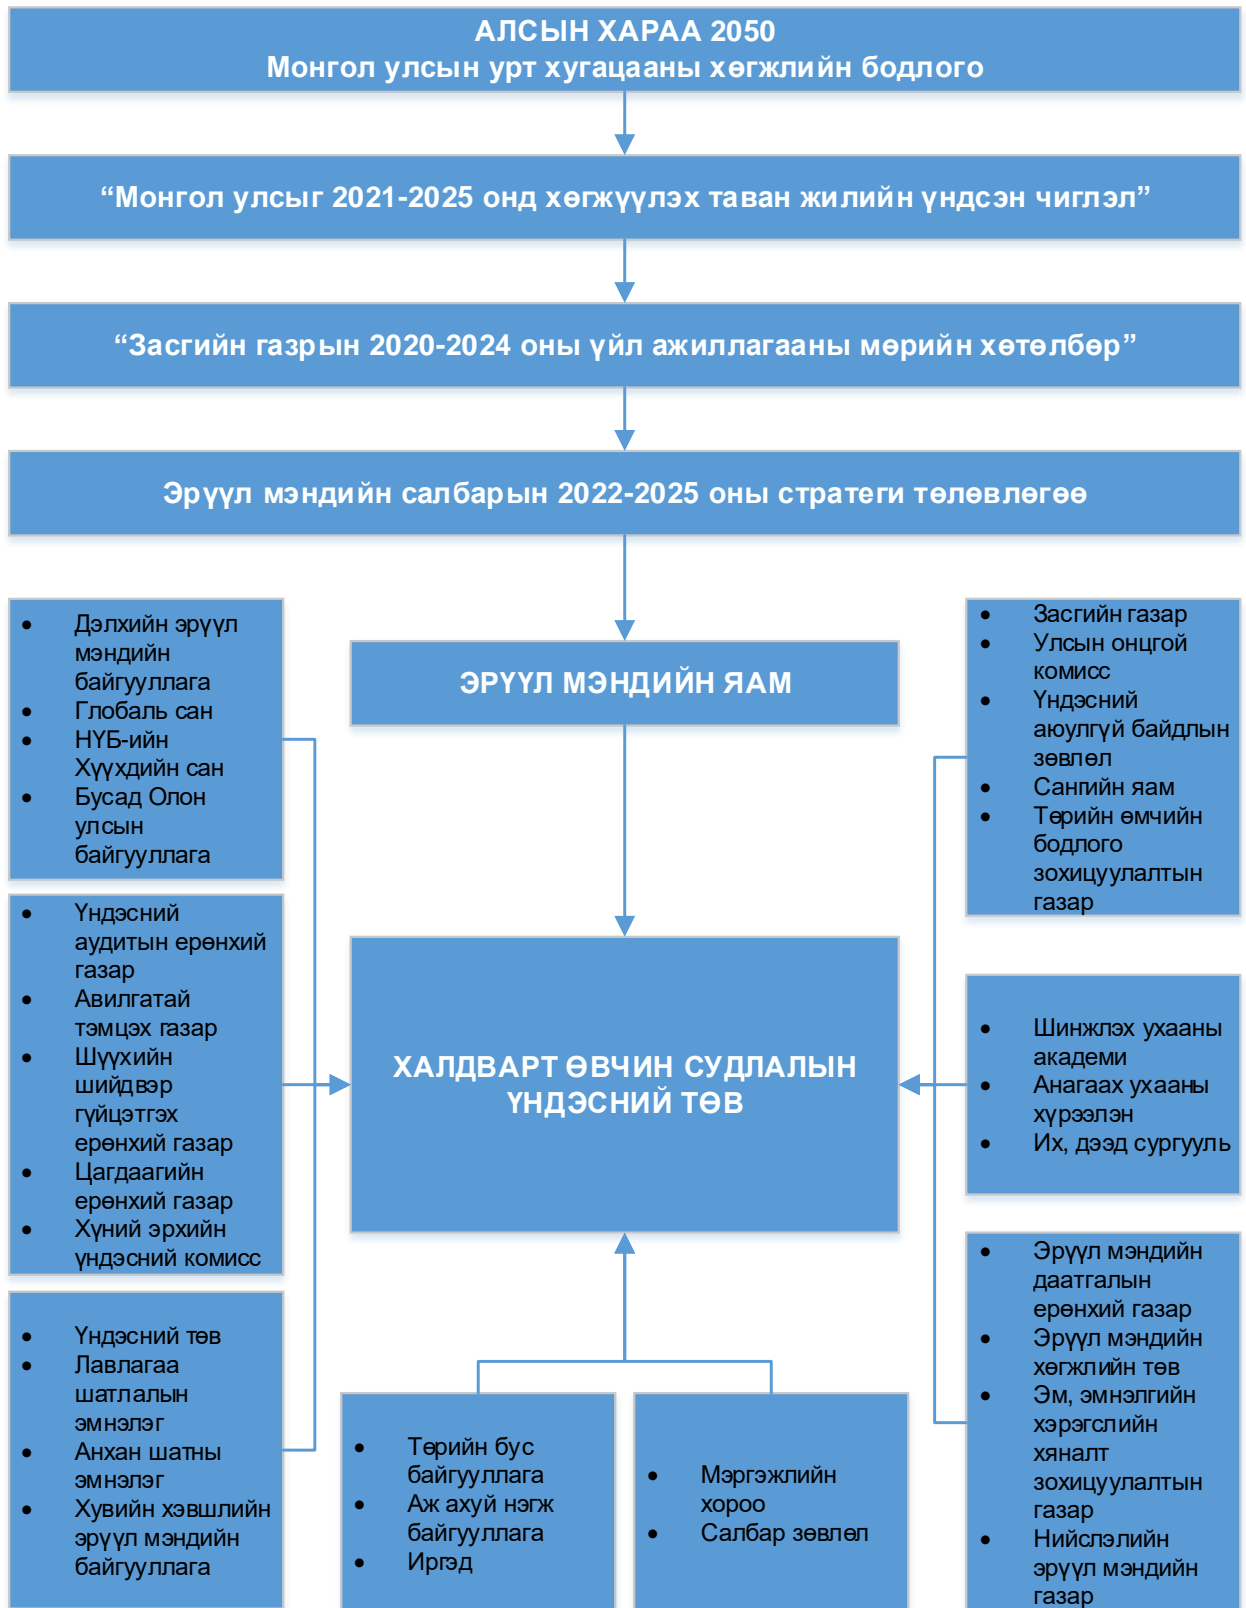 АЛСЫН ХАРАА 2050
Монгол улсын урт хугацааны хөгжлийн бодлого
“Монгол улсыг 2021-2025 онд хөгжүүлэх таван жилийн үндсэн чиглэл”
“Засгийн газрын 2020-2024 оны үйл ажиллагааны мөрийн хөтөлбөр”
Эрүүл мэндийн салбарын 2022-2025 оны стратеги төлөвлөгөө
• Дэлхийн эрүүл
мэндийн
байгууллага
• Глобаль сан
• НҮБ-ийн
Хүүхдийн сан
• Бусад Олон
улсын
байгууллага
ЭРҮҮЛ МЭНДИЙН ЯАМ
• Засгийн газар
• Улсын онцгой
комисс
• Үндэсний
аюулгүй байдлын
зөвлөл
• Сангийн яам
• Төрийн өмчийн
бодлого
зохицуулалтын
газар
• Үндэсний
аудитын ерөнхий
газар
• Авилгатай
тэмцэх газар
• Шүүхийн
шийдвэр
гүйцэтгэх
ерөнхий газар
• Цагдаагийн
ерөнхий газар
• Хүний эрхийн
үндэсний комисс
ХАЛДВАРТ ӨВЧИН СУДЛАЛЫН
ҮНДЭСНИЙ ТӨВ
• Шинжлэх ухааны
академи
• Анагаах ухааны
хүрээлэн
• Их, дээд сургууль
• Үндэсний төв
• Лавлагаа
шатлалын
эмнэлэг
• Анхан шатны
эмнэлэг
• Хувийн хэвшлийн
эрүүл мэндийн
байгууллага
• Төрийн бус
байгууллага
• Аж ахуй нэгж
байгууллага
• Иргэд
• Мэргэжлийн
хороо
• Салбар зөвлөл
• Эрүүл мэндийн
даатгалын
ерөнхий газар
• Эрүүл мэндийн
хөгжлийн төв
• Эм, эмнэлгийн
хэрэгслийн
хяналт
зохицуулалтын
газар
• Нийслэлийн
эрүүл мэндийн
газар